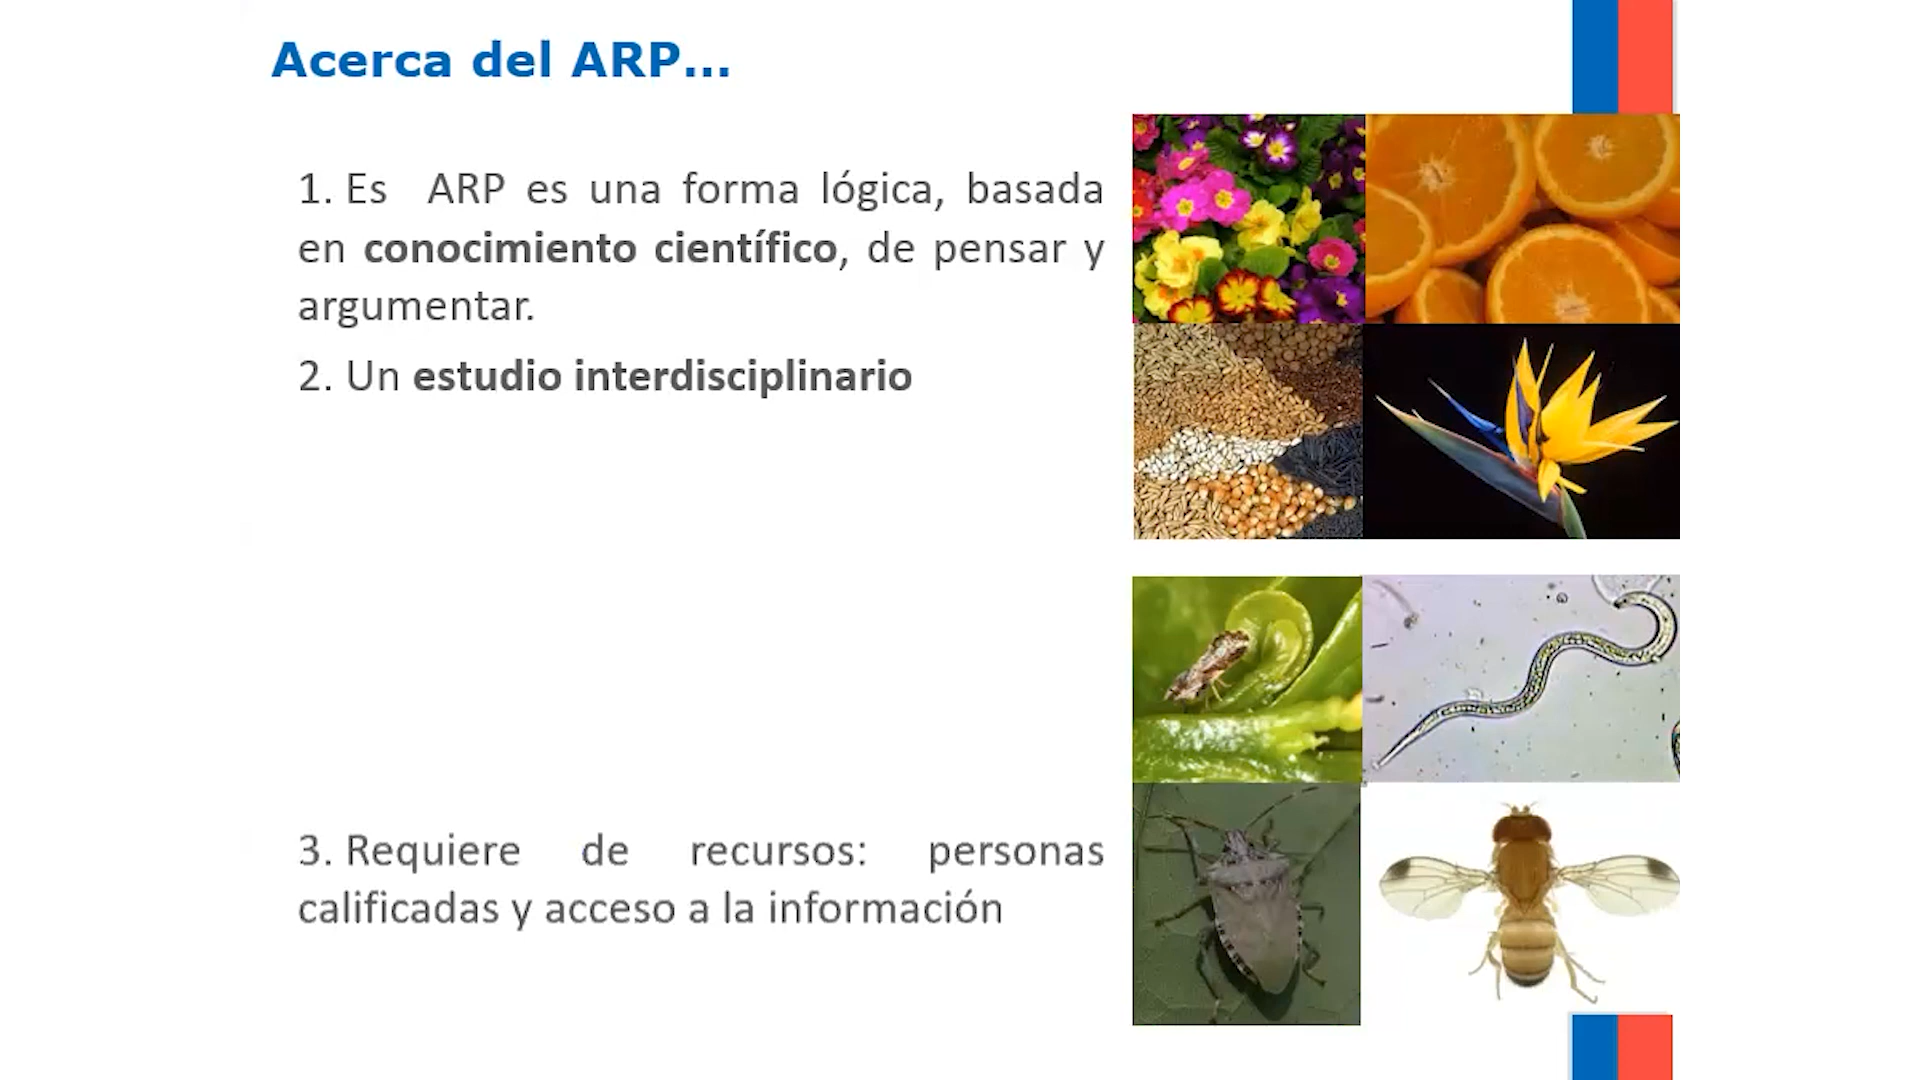 Acerca del ARP...
1. Es ARP es una forma lógica, basada
en conocimiento científico, de pensar y
argumentar.
2. Un estudio interdisciplinario
3. Requiere de recursos: personas
calificadas y acceso a la información